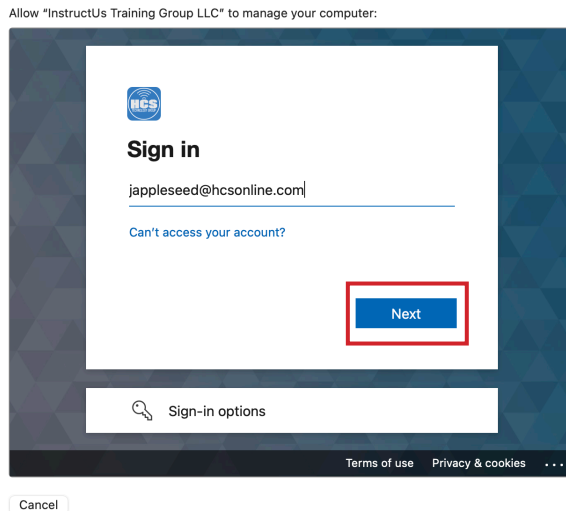 Allow “InstructUs Training Group LLC” to manage your computer:
HCS
Sign in
jappleseed@hcsonline.com
Can’t access your account?
Next
Sign-in options
Terms of use Privacy & cookies ...
Cancel